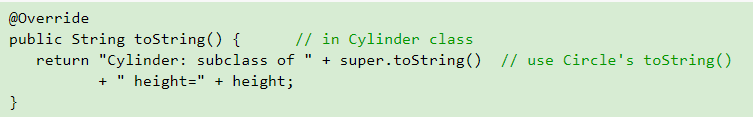 @Override
public String toString() {      // in Cylinder class
   return "Cylinder: subclass of " + super.toString()  // use Circle's toString()
          + " height=" + height;
}